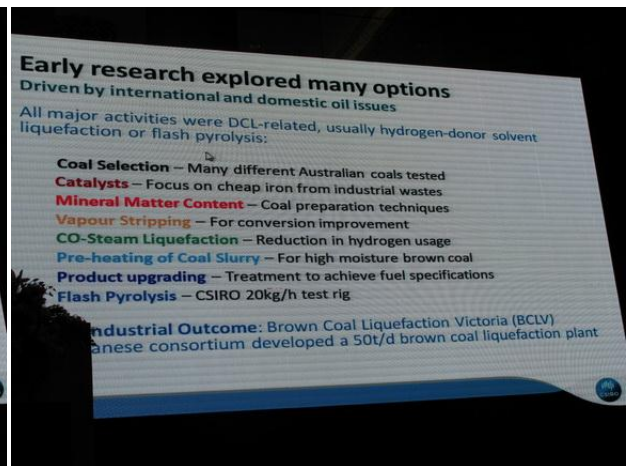 Early research explored many options
Driven by international and domestic oil issues
All major activities were DCL-related, usually hydrogen-donor solvent
liquefaction or flash pyrolysis:
Coal Selection – Many different Australian coals tested
Catalysts – Focus on cheap iron from industrial wastes
Mineral Matter Content – Coal preparation techniques
Vapour Stripping – For conversion improvement
CO-Steam Liquefaction – Reduction in hydrogen usage
Pre-heating of Coal Slurry – For high moisture brown coal
Product upgrading – Treatment to achieve fuel specifications
Flash Pyrolysis – CSIRO 20kg/h test rig
ndustrial Outcome: Brown Coal Liquefaction Victoria (BCLV)
anese consortium developed a 50t/d brown coal liquefaction plant
CSIRO